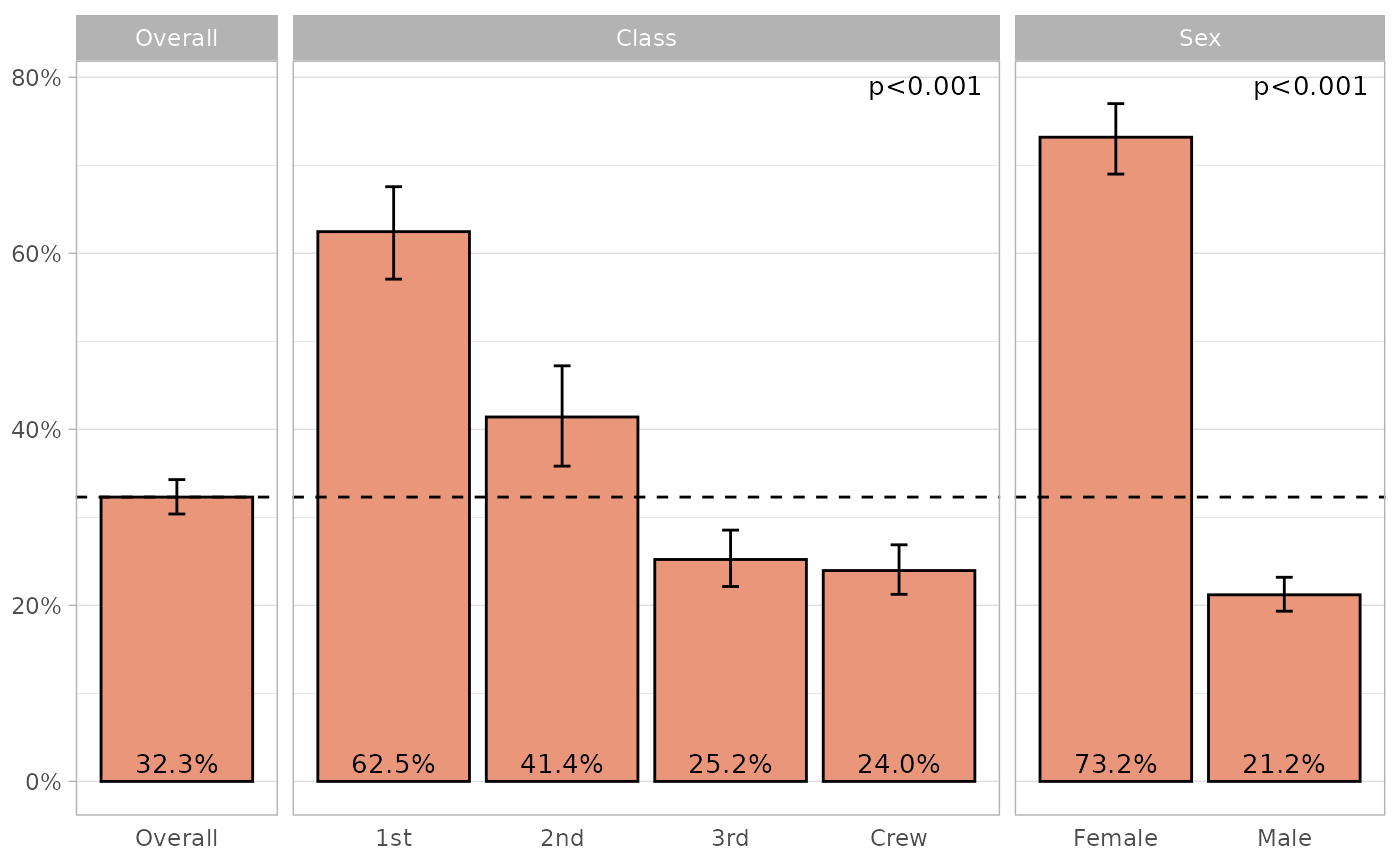 Overall Class Sex
80%
p<0.001 p<0.001
60%
40%
20%
32.3% 62.5% 41.4% 25.2% 24.0% 73.2% 21.2%
0%
Overall 1st 2nd 3rd Crew Female Male